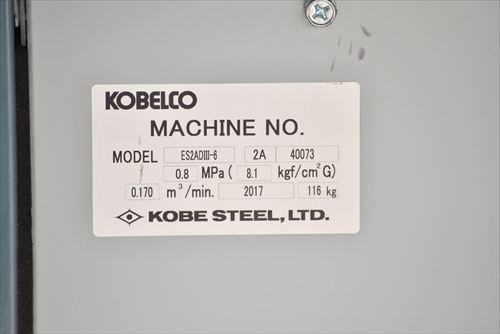 KOBELCO
MACHINE NO.
MODEL ES2ADIII-6 2A 40073
0.8 MPa ( 8.1 kgf/cm²G)
0.170 m³/min. 2017 116 kg
KOBE STEEL, LTD.